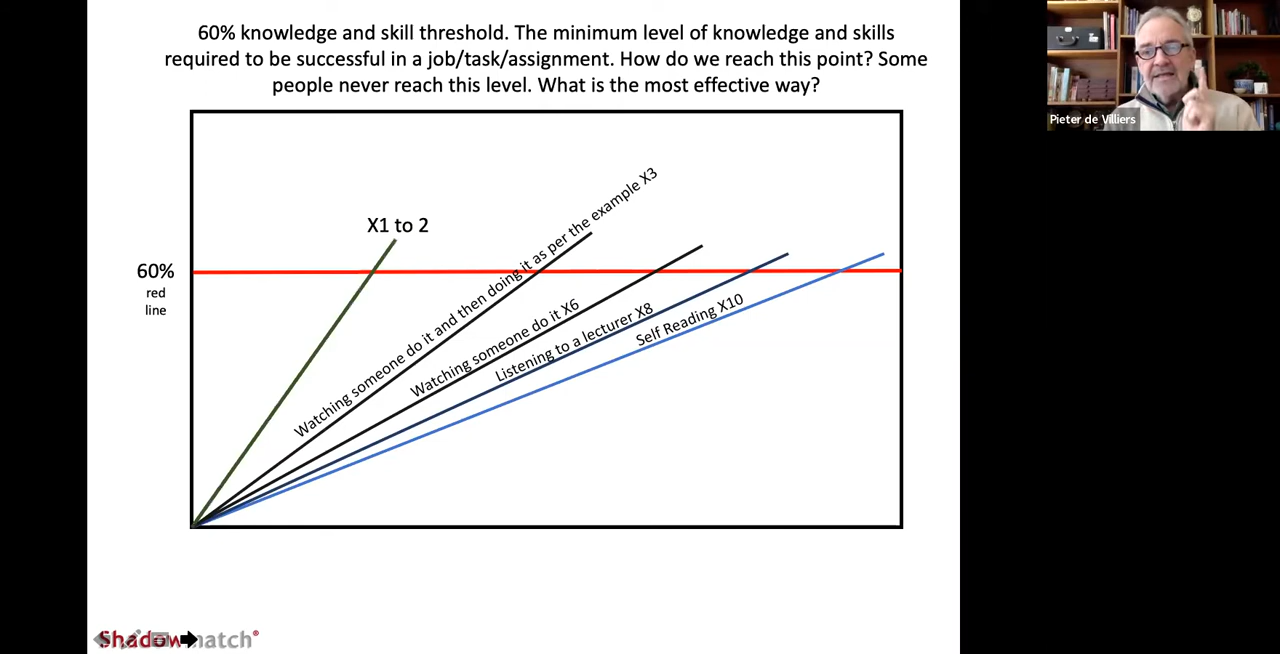 60% knowledge and skill threshold. The minimum level of knowledge and skills
required to be successful in a job/task/assignment. How do we reach this point? Some
people never reach this level. What is the most effective way?
Pieter de Villiers
X1 to 2
Watching someone do it and then doing it as per the example X3
60%
red
line
Watching someone do it X6
Listening to a lecturer X8
Self Reading X10
Shadowmatch®